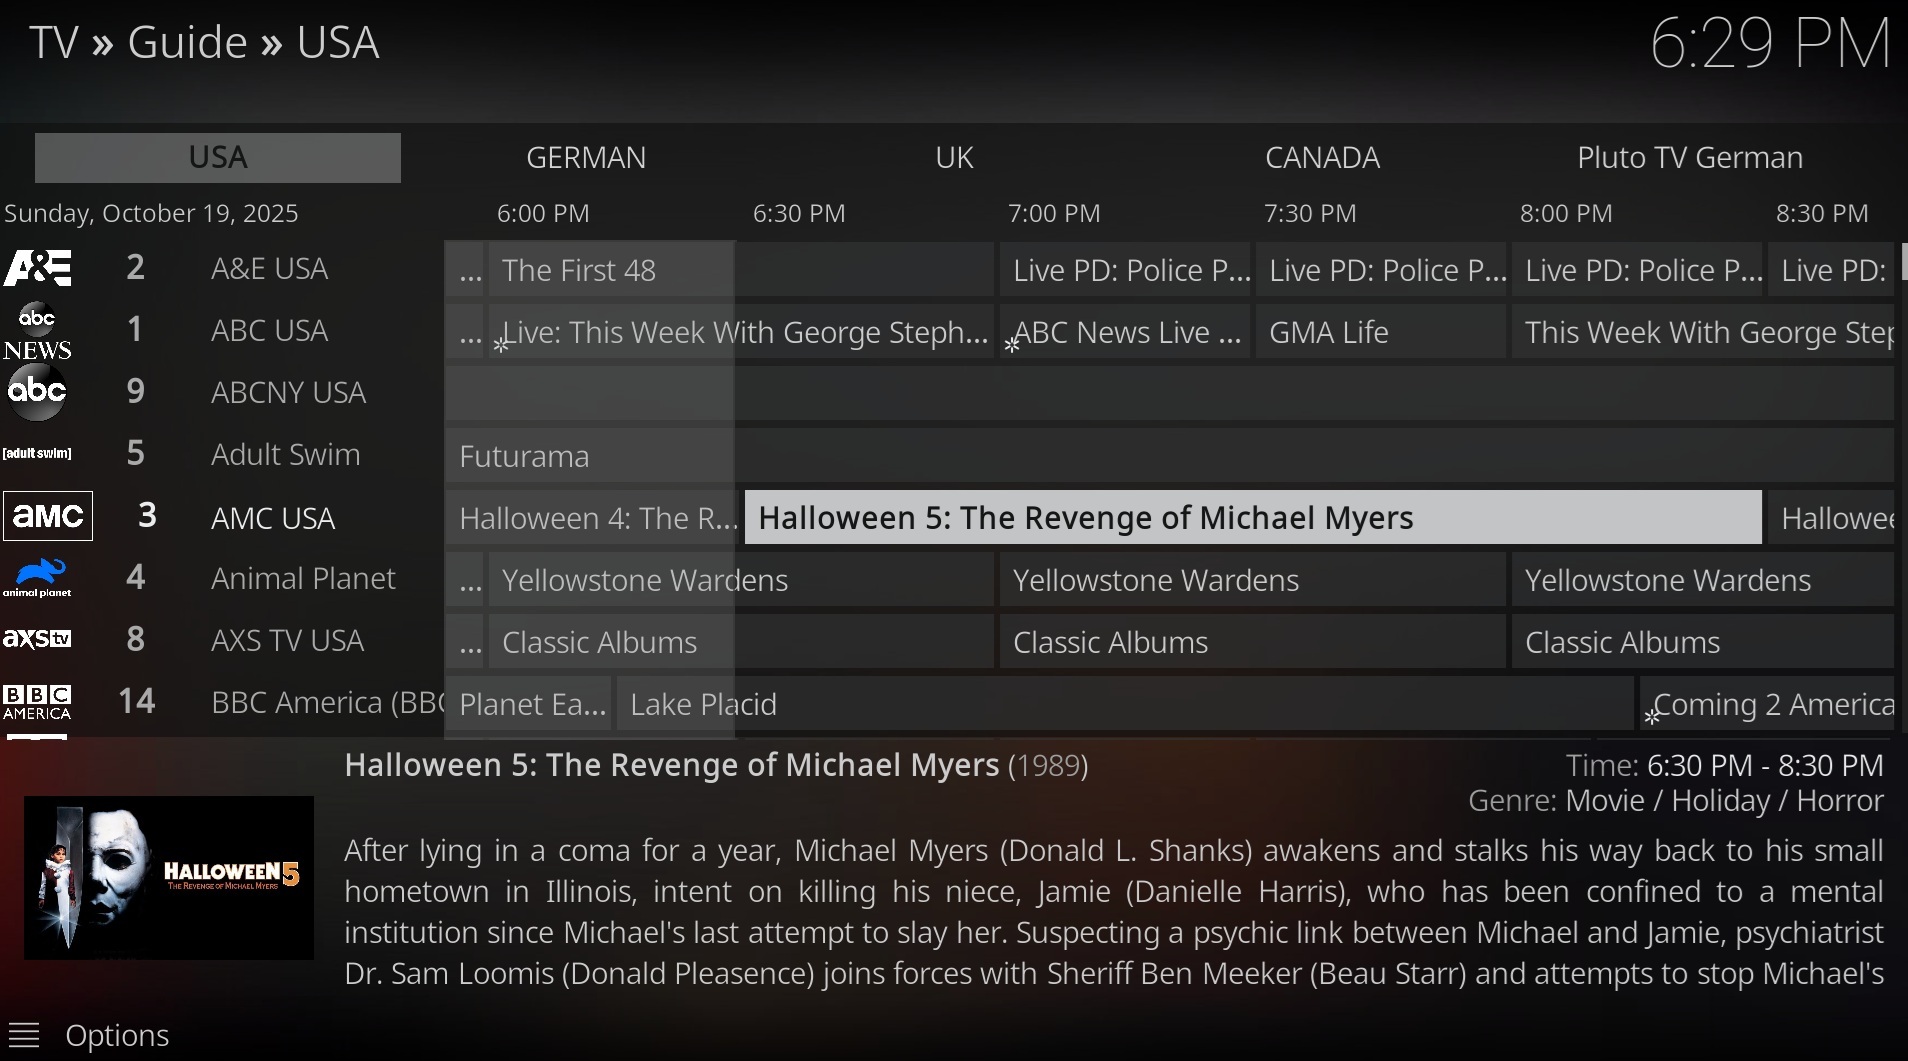 TV » Guide » USA
6:29 PM
USA GERMAN UK CANADA Pluto TV German
Sunday, October 19, 2025 6:00 PM 6:30 PM 7:00 PM 7:30 PM 8:00 PM 8:30 PM
A&E 2 A&E USA ... The First 48 Live PD: Police P... Live PD: Police P... Live PD: Police P... Live PD:
abc NEWS 1 ABC USA ... Live: This Week With George Steph... ABC News Live ... GMA Life This Week With George Step
abc 9 ABCNY USA
[adult swim] 5 Adult Swim Futurama
aMC 3 AMC USA Halloween 4: The R... Halloween 5: The Revenge of Michael Myers Hallowee
animal planet 4 Animal Planet ... Yellowstone Wardens Yellowstone Wardens Yellowstone Wardens
axs tv 8 AXS TV USA ... Classic Albums Classic Albums Classic Albums
BBC AMERICA 14 BBC America (BBC Planet Ea... Lake Placid Coming 2 America
Halloween 5: The Revenge of Michael Myers (1989)
Time: 6:30 PM - 8:30 PM
Genre: Movie / Holiday / Horror
HALLOWEEN 5
THE REVENGE OF MICHAEL MYERS
After lying in a coma for a year, Michael Myers (Donald L. Shanks) awakens and stalks his way back to his small
hometown in Illinois, intent on killing his niece, Jamie (Danielle Harris), who has been confined to a mental
institution since Michael's last attempt to slay her. Suspecting a psychic link between Michael and Jamie, psychiatrist
Dr. Sam Loomis (Donald Pleasence) joins forces with Sheriff Ben Meeker (Beau Starr) and attempts to stop Michael's
Options